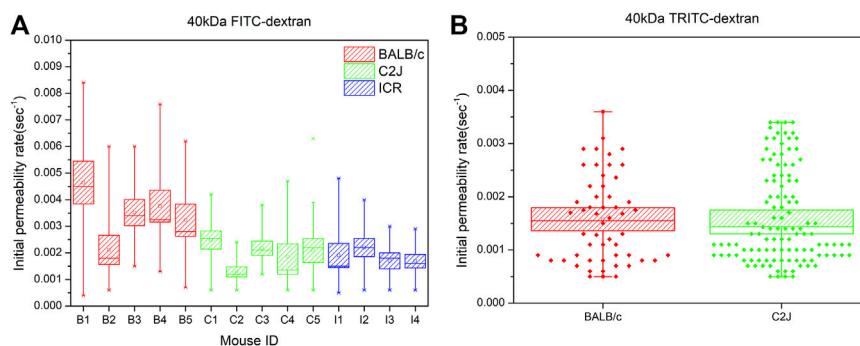 A
40kDa FITC-dextran
Initial permeability rate(sec⁻¹)
0.010
0.009
0.008
0.007
0.006
0.005
0.004
0.003
0.002
0.001
0.000
BALB/c
C2J
ICR
B1 B2 B3 B4 B5 C1 C2 C3 C4 C5 I1 I2 I3 I4
Mouse ID
B
40kDa TRITC-dextran
Initial permeability rate(sec⁻¹)
0.005
0.004
0.003
0.002
0.001
0.000
BALB/c C2J